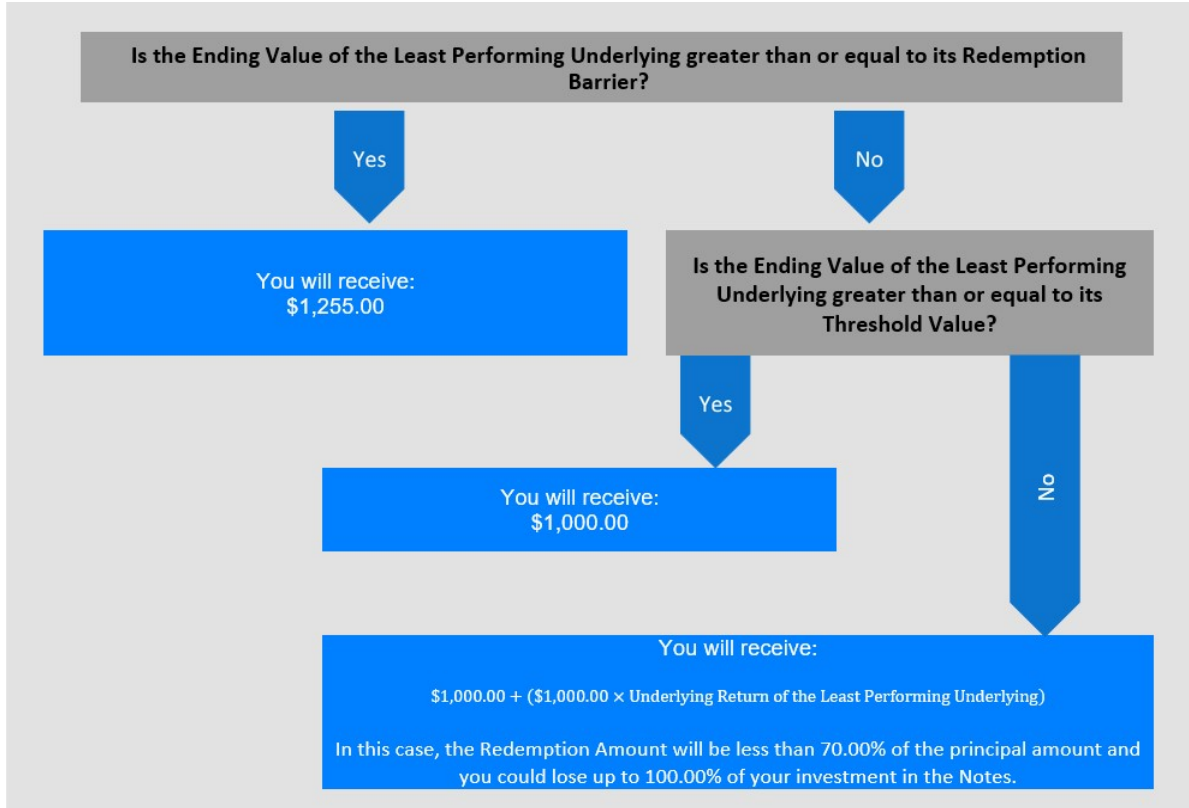 Is the Ending Value of the Least Performing Underlying greater than or equal to its Redemption
Barrier?
Yes
No
You will receive:
$1,255.00
Is the Ending Value of the Least Performing
Underlying greater than or equal to its
Threshold Value?
Yes
No
You will receive:
$1,000.00
You will receive:
$1,000.00 + ($1,000.00 × Underlying Return of the Least Performing Underlying)
In this case, the Redemption Amount will be less than 70.00% of the principal amount and
you could lose up to 100.00% of your investment in the Notes.